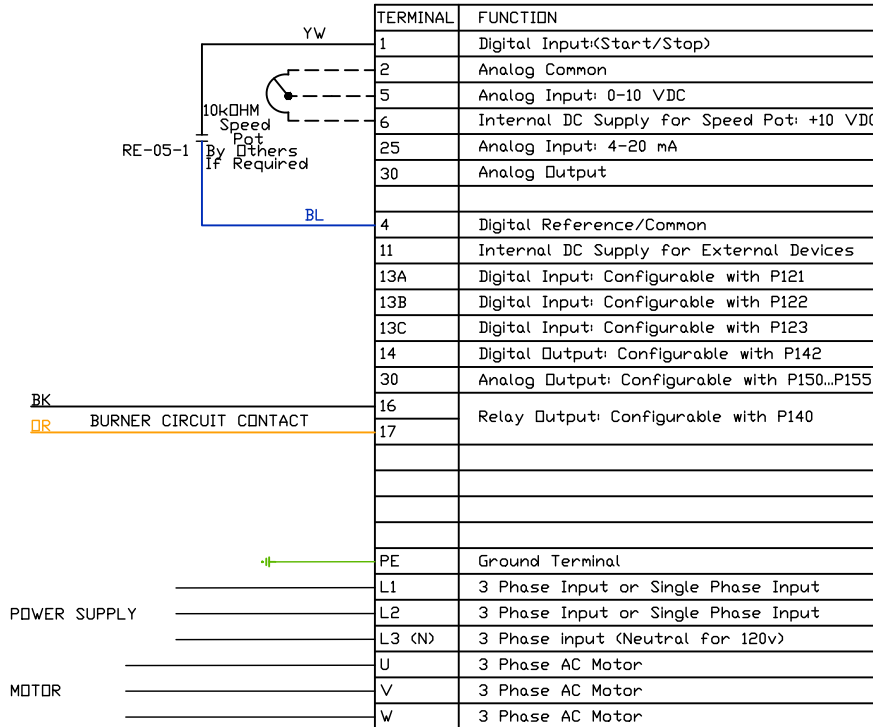 TERMINAL FUNCTION
YW
1 Digital Input:(Start/Stop)
2 Analog Common
5 Analog Input: 0-10 VDC
6 Internal DC Supply for Speed Pot: +10 VDC
10kOHM
Speed
Pot
By Others
If Required
RE-05-1
25 Analog Input: 4-20 mA
30 Analog Output
BL
4 Digital Reference/Common
11 Internal DC Supply for External Devices
13A Digital Input: Configurable with P121
13B Digital Input: Configurable with P122
13C Digital Input: Configurable with P123
14 Digital Output: Configurable with P142
30 Analog Output: Configurable with P150...P155
BK
16
BURNER CIRCUIT CONTACT
Relay Output: Configurable with P140
OR
17
PE Ground Terminal
L1 3 Phase Input or Single Phase Input
POWER SUPPLY
L2 3 Phase Input or Single Phase Input
L3 (N) 3 Phase input (Neutral for 120v)
U 3 Phase AC Motor
MOTOR
V 3 Phase AC Motor
W 3 Phase AC Motor